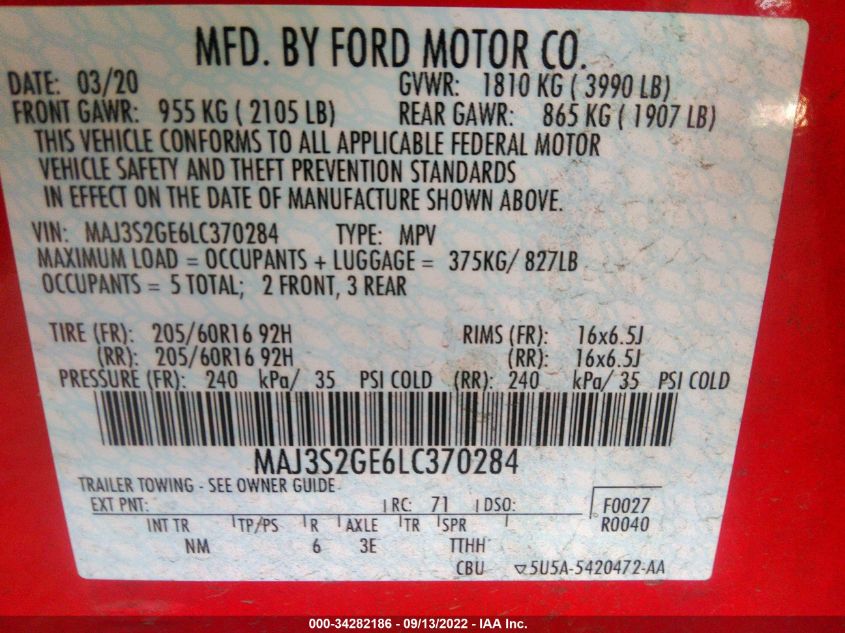 MFD. BY FORD MOTOR CO.
DATE: 03/20 GVWR: 1810 KG ( 3990 LB)
FRONT GAWR: 955 KG ( 2105 LB) REAR GAWR: 865 KG ( 1907 LB)
THIS VEHICLE CONFORMS TO ALL APPLICABLE FEDERAL MOTOR
VEHICLE SAFETY AND THEFT PREVENTION STANDARDS
IN EFFECT ON THE DATE OF MANUFACTURE SHOWN ABOVE.
VIN: MAJ3S2GE6LC370284 TYPE: MPV
MAXIMUM LOAD = OCCUPANTS + LUGGAGE = 375KG/ 827LB
OCCUPANTS = 5 TOTAL; 2 FRONT, 3 REAR
TIRE (FR): 205/60R16 92H RIMS (FR): 16x6.5J
(RR): 205/60R16 92H (RR): 16x6.5J
PRESSURE (FR): 240 kPa/ 35 PSI COLD (RR): 240 kPa/ 35 PSI COLD
MAJ3S2GE6LC370284
TRAILER TOWING - SEE OWNER GUIDE
EXT PNT: RC: 71 DSO: F0027
R0040
INT TR TP/PS R AXLE TR SPR
NM 6 3E TTHH
CBU ▽5U5A-5420472-AA
000-34282186 - 09/13/2022 - IAA Inc.